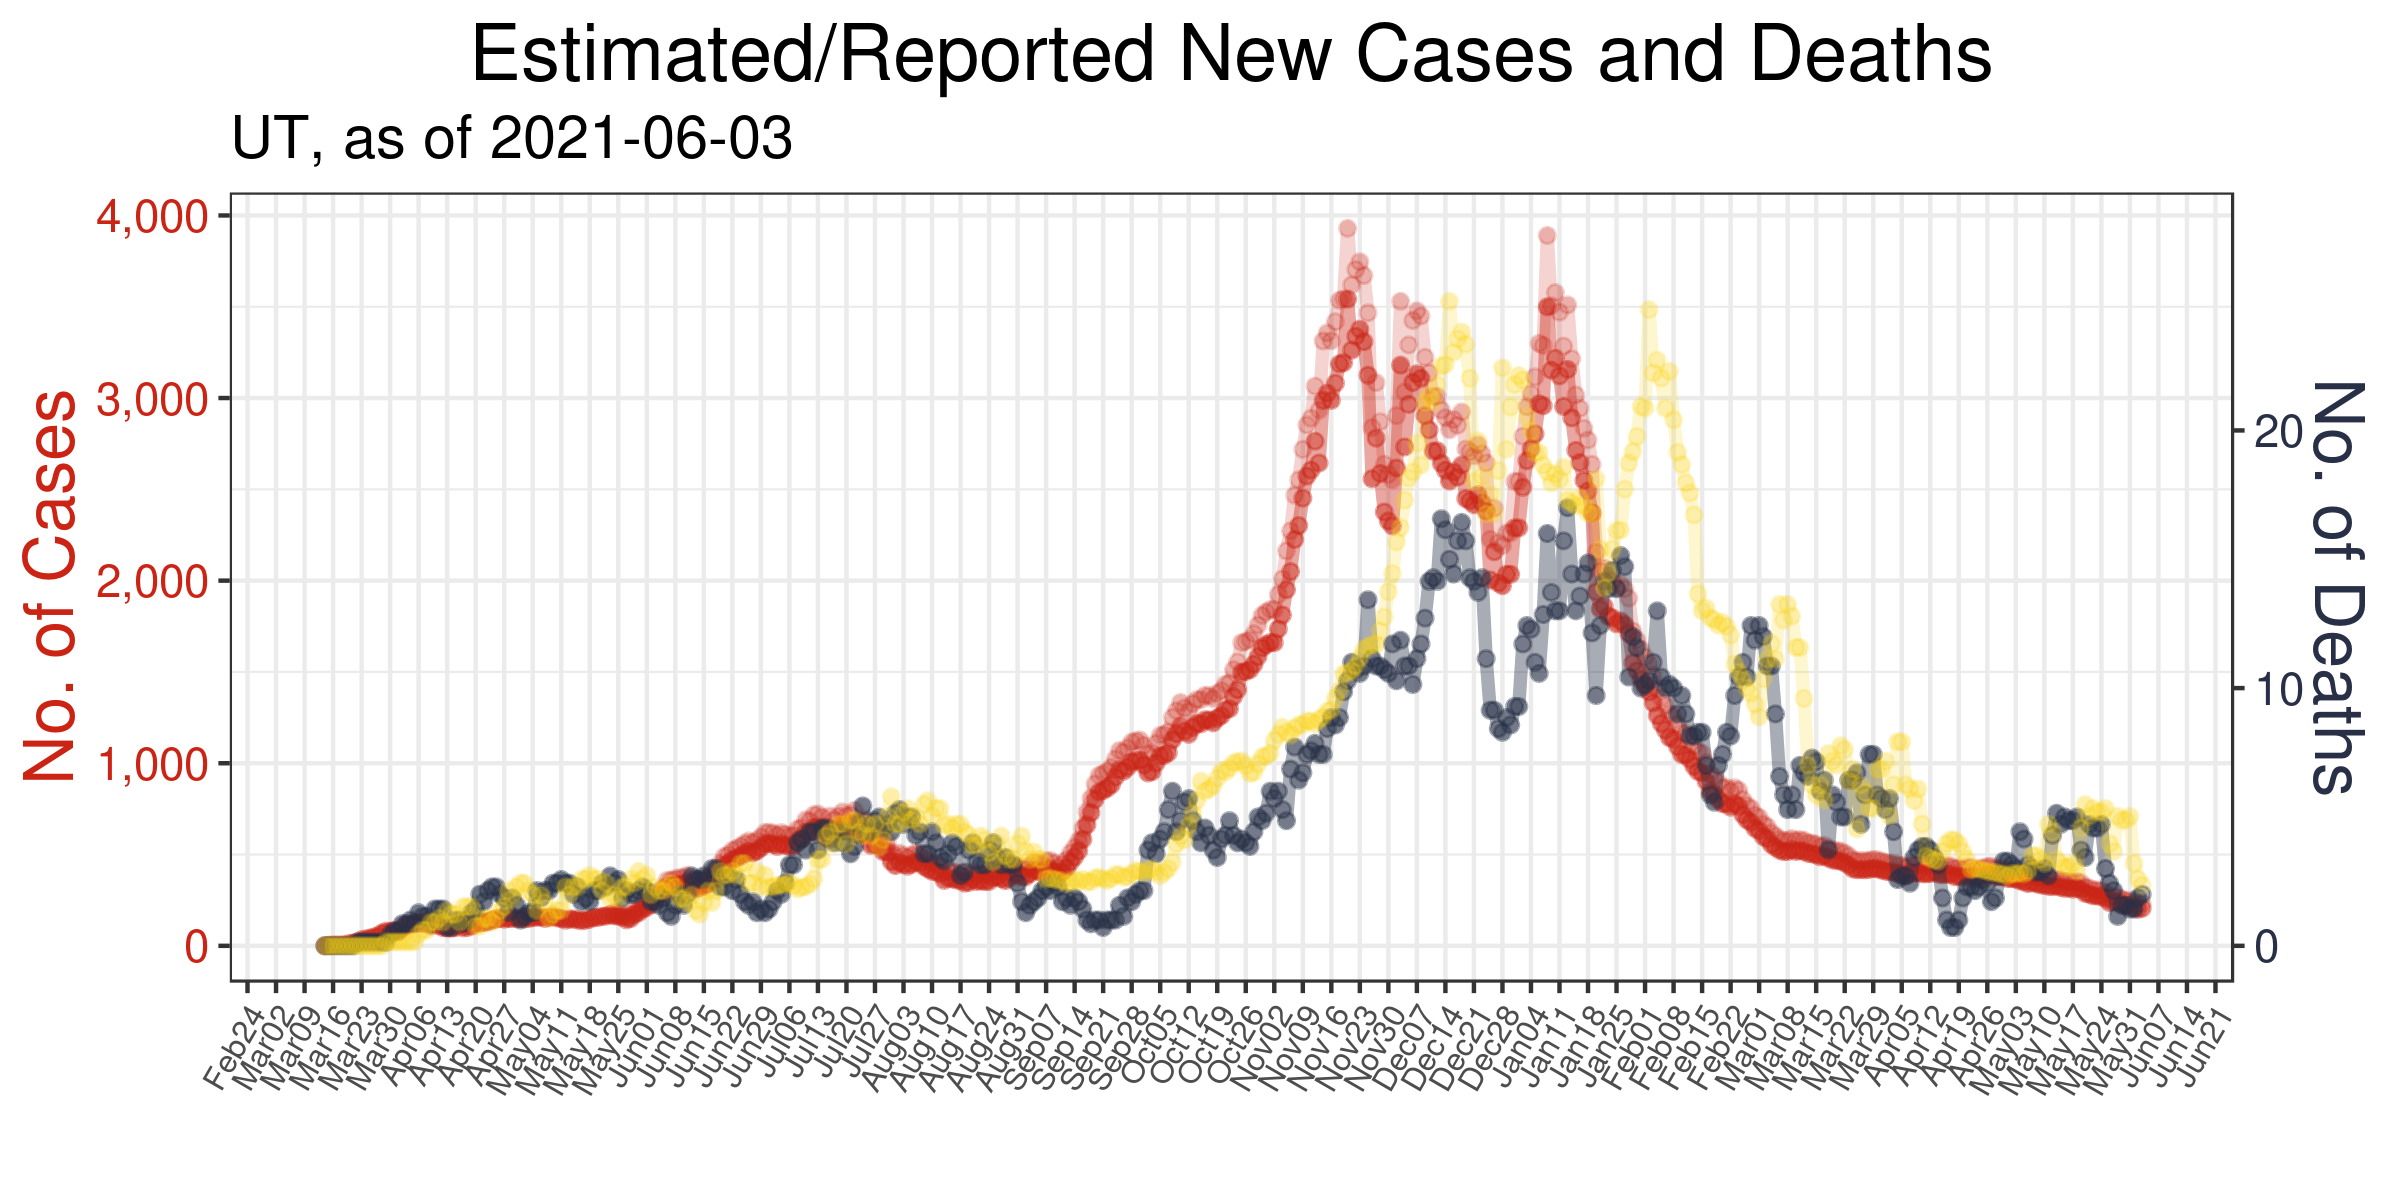 Estimated/Reported New Cases and Deaths
UT, as of 2021-06-03
No. of Cases
4,000
3,000
2,000
1,000
0
20
10
0
No. of Deaths
Feb24
Mar02
Mar09
Mar16
Mar23
Mar30
Apr06
Apr13
Apr20
Apr27
May04
May11
May18
May25
Jun01
Jun08
Jun15
Jun22
Jun29
Jul06
Jul13
Jul20
Jul27
Aug03
Aug10
Aug17
Aug24
Aug31
Sep07
Sep14
Sep21
Sep28
Oct05
Oct12
Oct19
Oct26
Nov02
Nov09
Nov16
Nov23
Nov30
Dec07
Dec14
Dec21
Dec28
Jan04
Jan11
Jan18
Jan25
Feb01
Feb08
Feb15
Feb22
Mar01
Mar08
Mar15
Mar22
Mar29
Apr05
Apr12
Apr19
Apr26
May03
May10
May17
May24
May31
Jun07
Jun14
Jun21